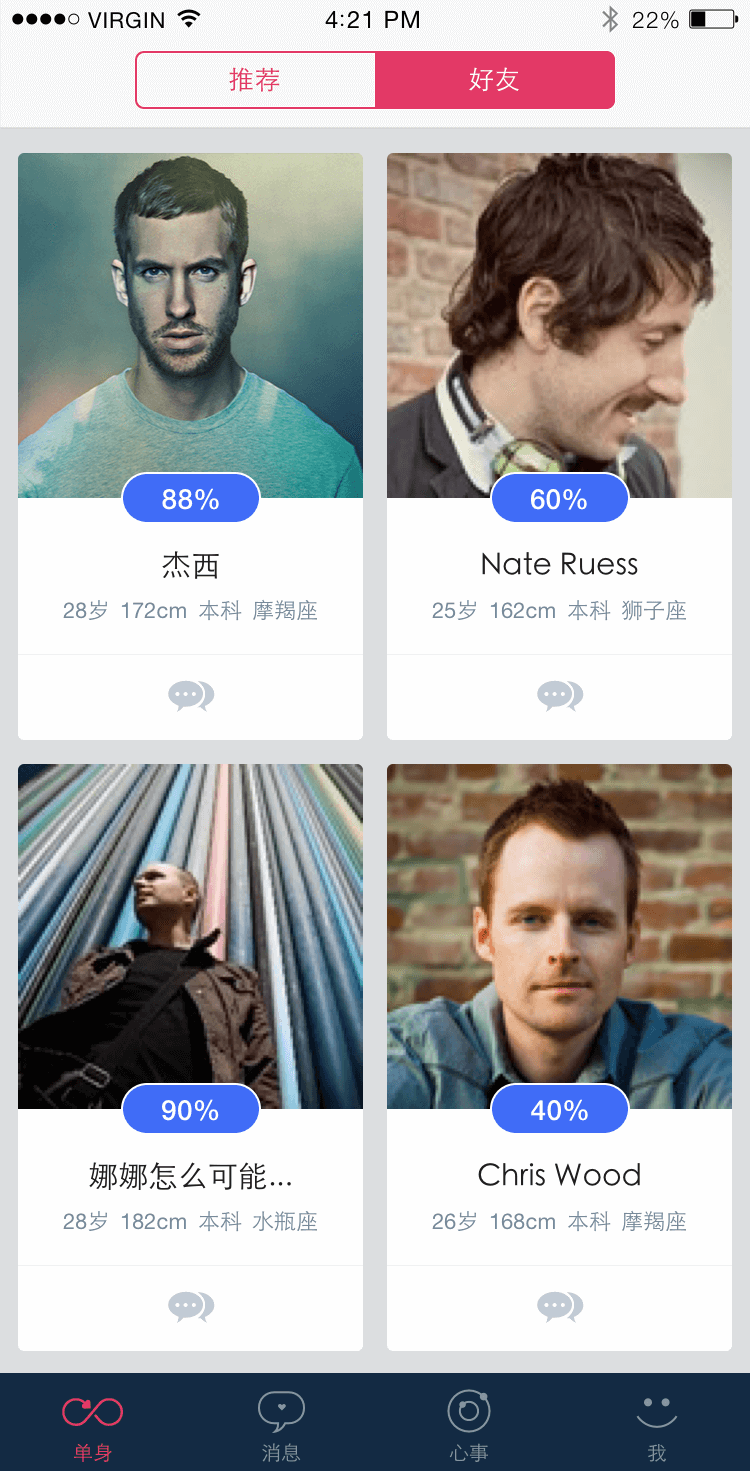 VIRGIN 4:21 PM 22%
推荐 好友
88% 60%
杰西 Nate Ruess
28岁 172cm 本科 摩羯座 25岁 162cm 本科 狮子座
90% 40%
娜娜怎么可能... Chris Wood
28岁 182cm 本科 水瓶座 26岁 168cm 本科 摩羯座
单身 消息 心事 我